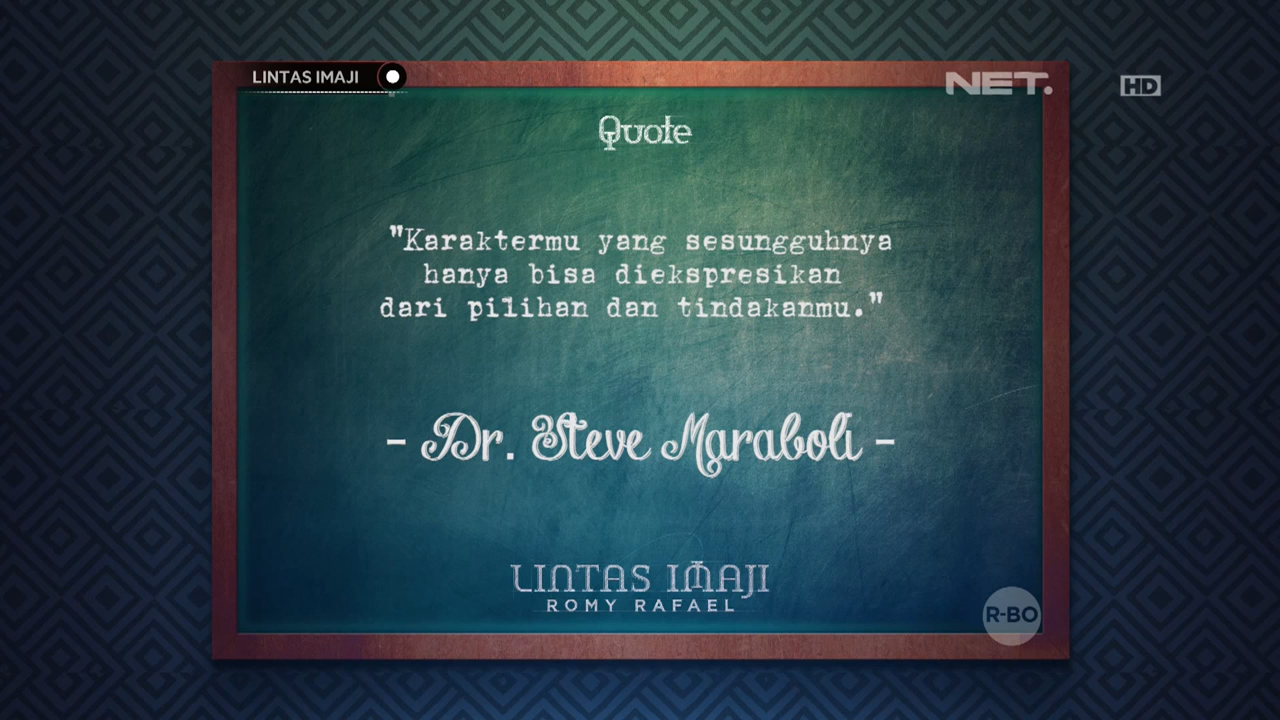 LINTAS IMAJI
NET.
HD
Quote
"Karaktermu yang sesungguhnya
hanya bisa diekspresikan
dari pilihan dan tindakanmu."
- Dr. Steve Maraboli -
LINTAS IMAJI
ROMY RAFAEL
R-BO